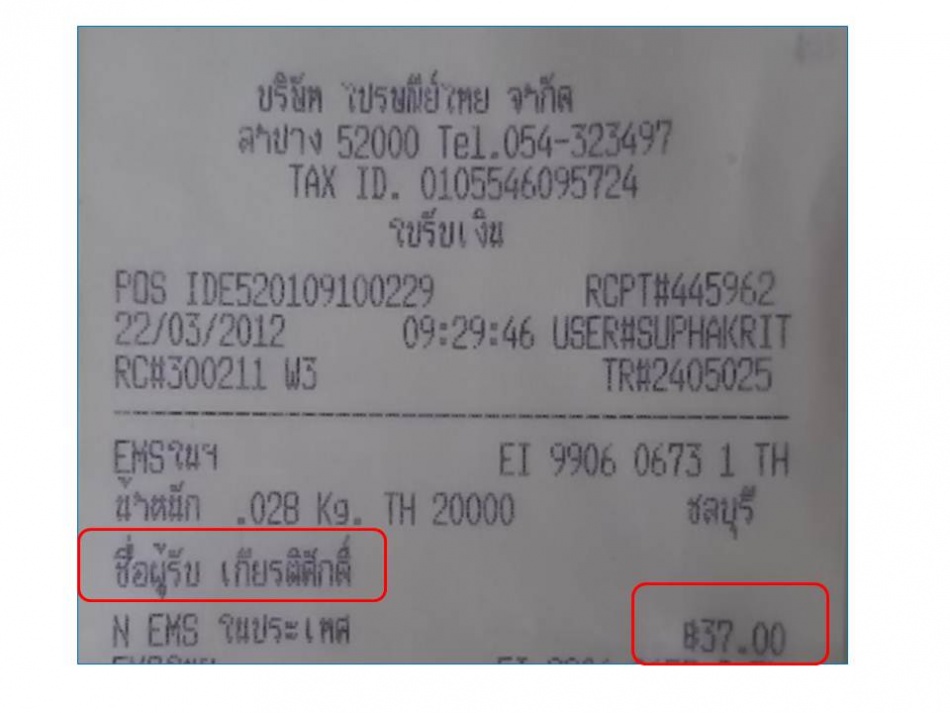 บริษัท ไปรษณีย์ไทย จำกัด
ลำปาง 52000 Tel.054-323497
TAX ID. 0105546095724
ใบรับเงิน
POS IDE520109100229 RCPT#445962
22/03/2012 09:29:46 USER#SUPHAKRIT
RC#300211 W3 TR#2405025
EMSในฯ EI 9906 0673 1 TH
น้ำหนัก .028 Kg. TH 20000 ชลบุรี
ชื่อผู้รับ เกียรติศักดิ์
N EMS ในประเทศ ฿37.00